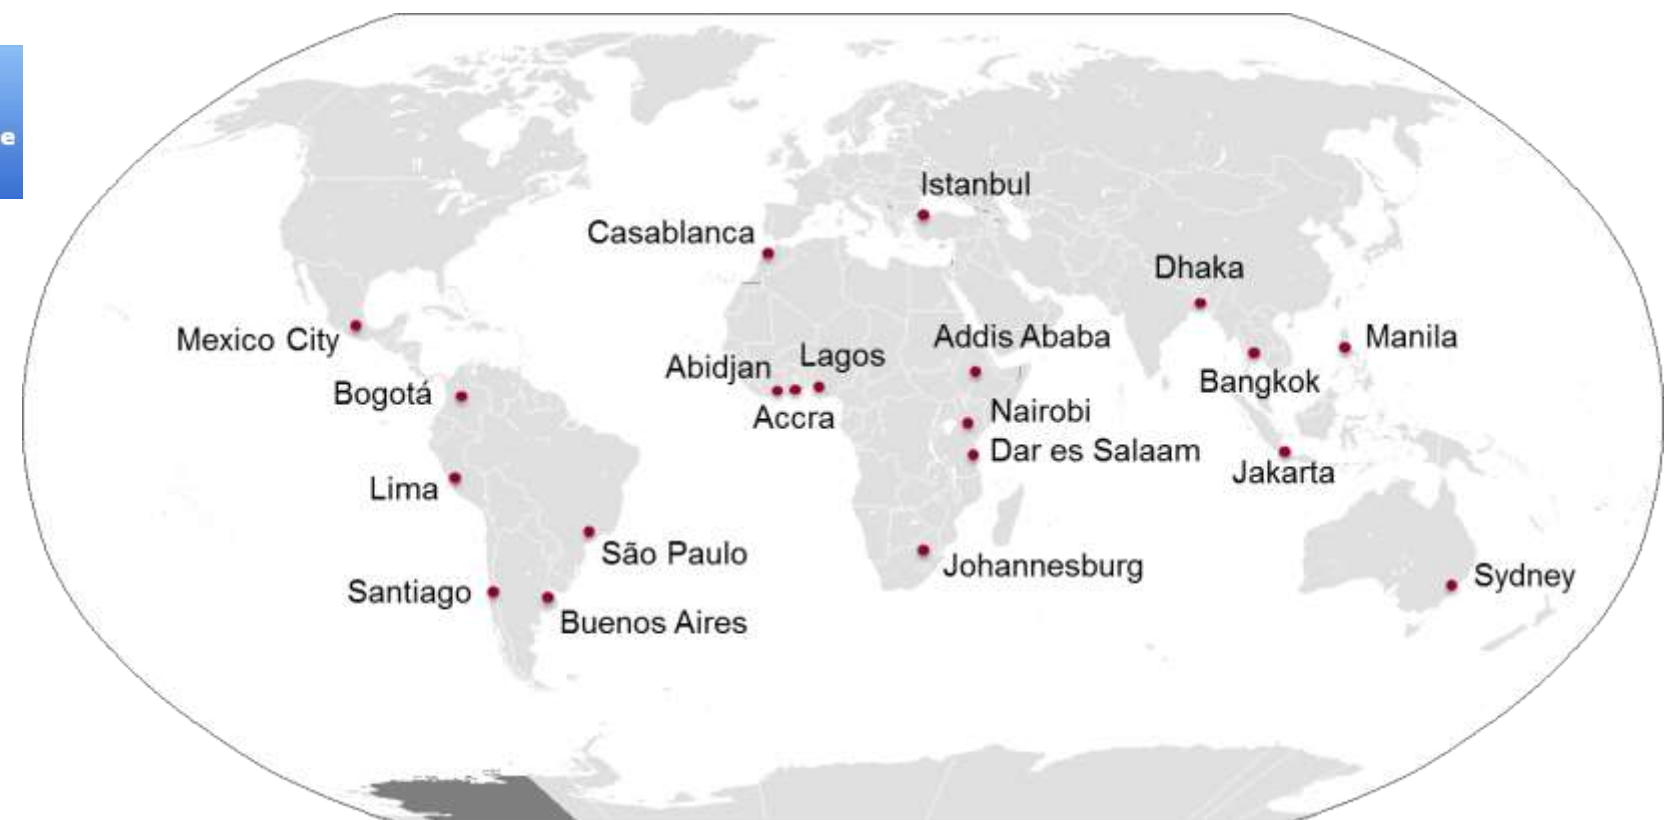 e
Istanbul
Casablanca
Dhaka
Mexico City
Addis Ababa
Manila
Abidjan
Lagos
Bangkok
Bogotá
Accra
Nairobi
Dar es Salaam
Jakarta
Lima
São Paulo
Johannesburg
Sydney
Santiago
Buenos Aires